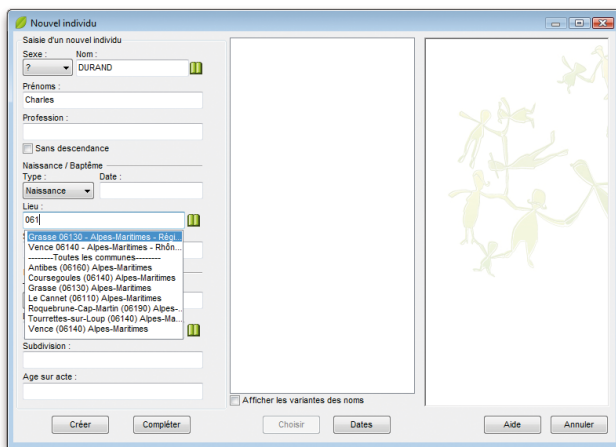 Nouvel individu
Saisie d'un nouvel individu
Sexe : Nom :
? DURAND
Prénoms :
Charles
Profession :
Sans descendance
Naissance / Baptême
Type : Date :
Naissance
Lieu :
061
Grasse 06130 - Alpes-Maritimes - Régi...
Vence 06140 - Alpes-Maritimes - Rhôn...
--------Toutes les communes--------
Antibes (06160) Alpes-Maritimes
Coursegoules (06140) Alpes-Maritimes
Grasse (06130) Alpes-Maritimes
Le Cannet (06110) Alpes-Maritimes
Roquebrune-Cap-Martin (06190) Alpes-...
Tourrettes-sur-Loup (06140) Alpes-Ma...
Vence (06140) Alpes-Maritimes
Subdivision :
Age sur acte :
Afficher les variantes des noms
Créer Compléter Choisir Dates Aide Annuler